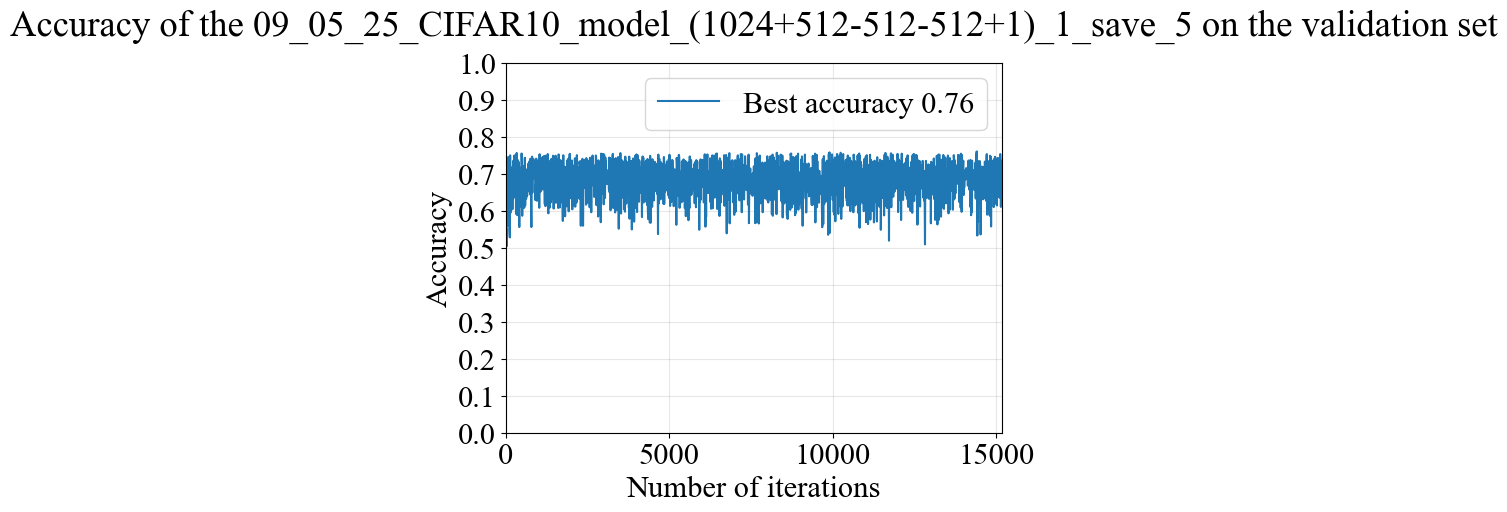 Accuracy of the 09_05_25_CIFAR10_model_(1024+512-512-512+1)_1_save_5 on the validation set
Best accuracy 0.76
Accuracy
1.0
0.9
0.8
0.7
0.6
0.5
0.4
0.3
0.2
0.1
0.0
0 5000 10000 15000
Number of iterations